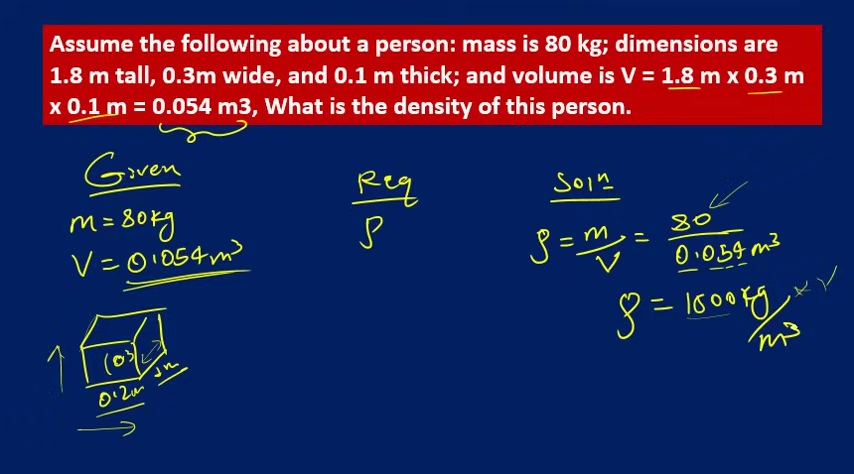 Assume the following about a person: mass is 80 kg; dimensions are
1.8 m tall, 0.3m wide, and 0.1 m thick; and volume is V = 1.8 m x 0.3 m
x 0.1 m = 0.054 m3, What is the density of this person.
Given
m = 80kg
V = 0.054 m³
Req
ρ
Soln
ρ = m/V = 80/0.054 m³
ρ = 1500 kg/m³
0.2m